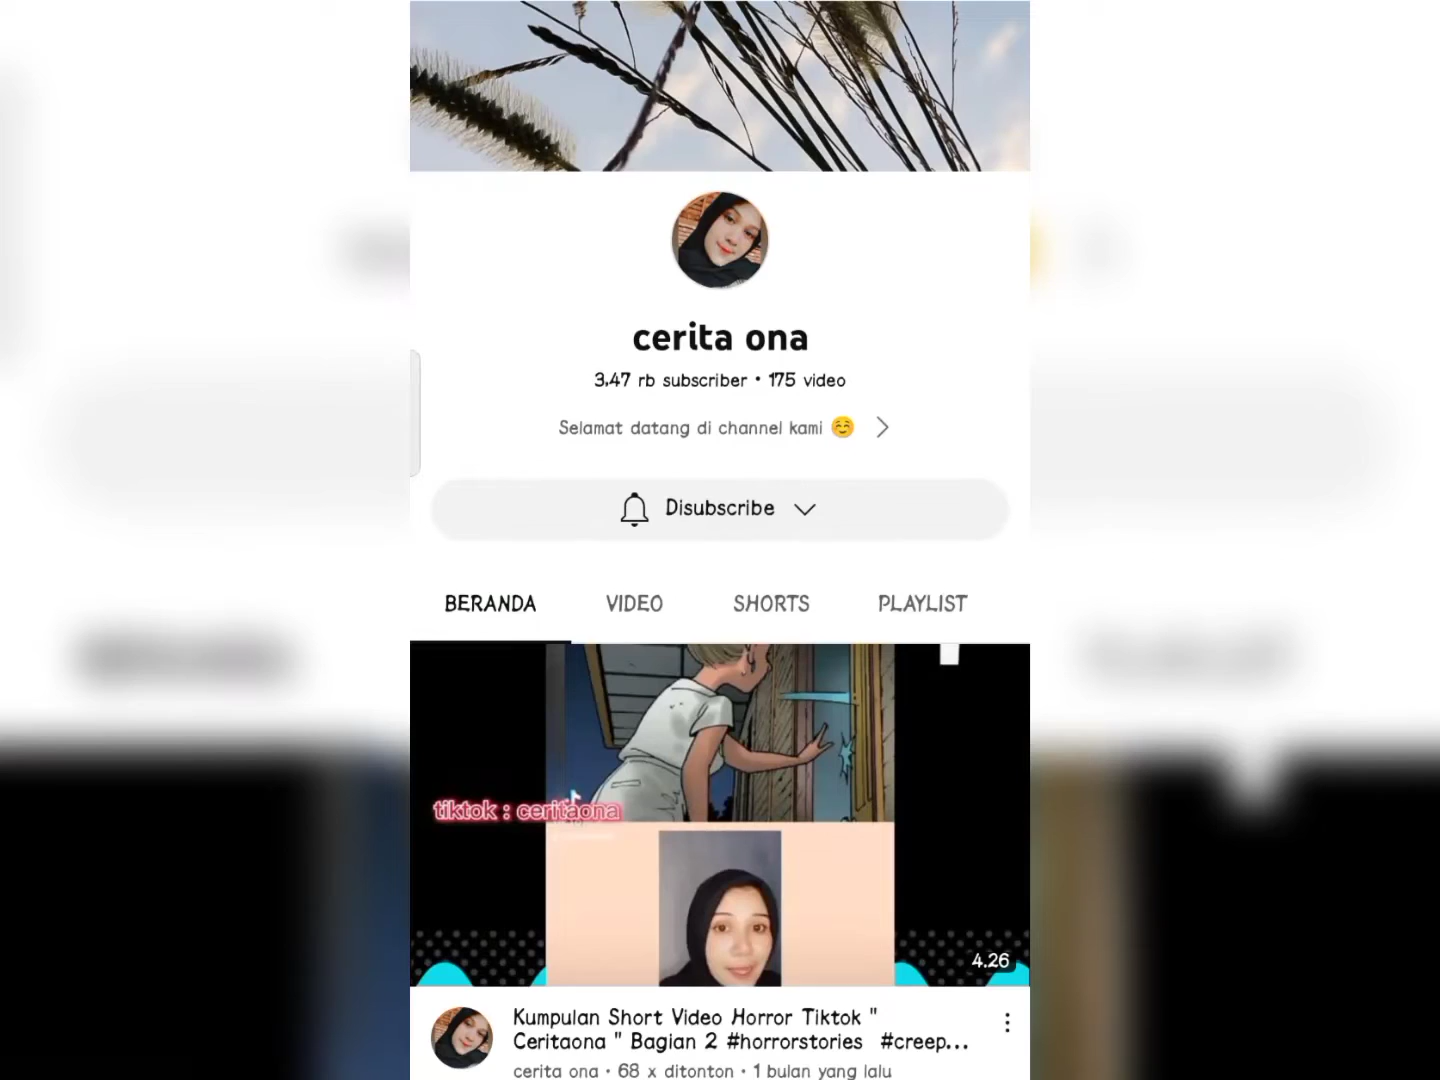 cerita ona
3,47 rb subscriber • 175 video
Selamat datang di channel kami ☺️
Disubscribe
BERANDA VIDEO SHORTS PLAYLIST
tiktok : ceritaona
4.26
Kumpulan Short Video Horror Tiktok "
Ceritaona " Bagian 2 #horrorstories #creep...
cerita ona • 68 x ditonton • 1 bulan yang lalu